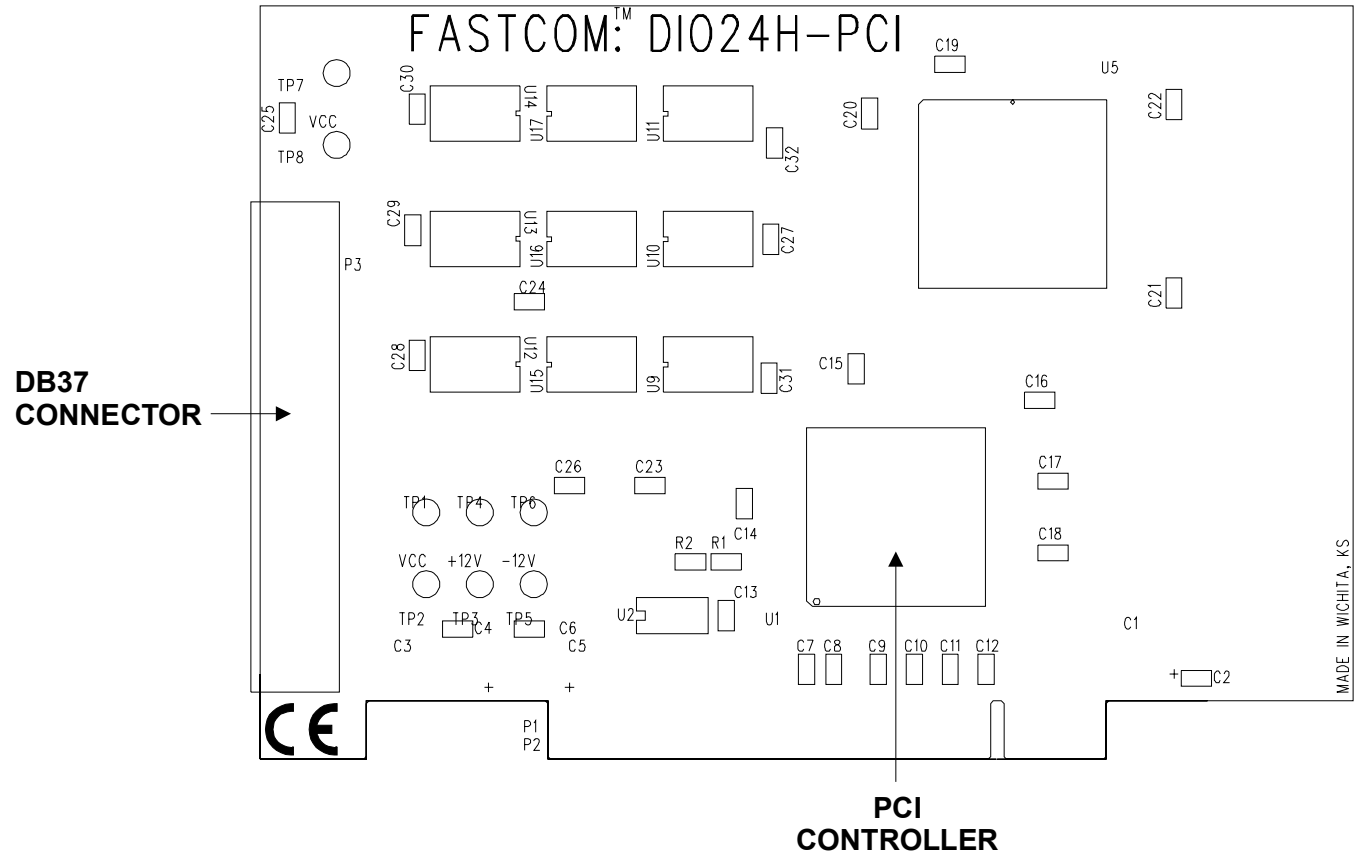 FASTCOM:™ DIO24H-PCI
C19
U5
TP7
C30
C25
VCC
TP8
U14
U17
U11
C32
C20
C22
C29
U13
U16
U10
C27
P3
C24
C21
C28
U12
U15
U9
C31
C15
C16
DB37
CONNECTOR
C26
C23
C17
TP1
TP4
TP6
C14
R2
R1
C18
VCC
+12V
-12V
C13
TP2
TP3
TP5
C4
C6
U2
U1
C1
C3
C5
C7
C8
C9
C10
C11
C12
+
+
+
C2
MADE IN WICHITA, KS
CE
P1
P2
PCI
CONTROLLER